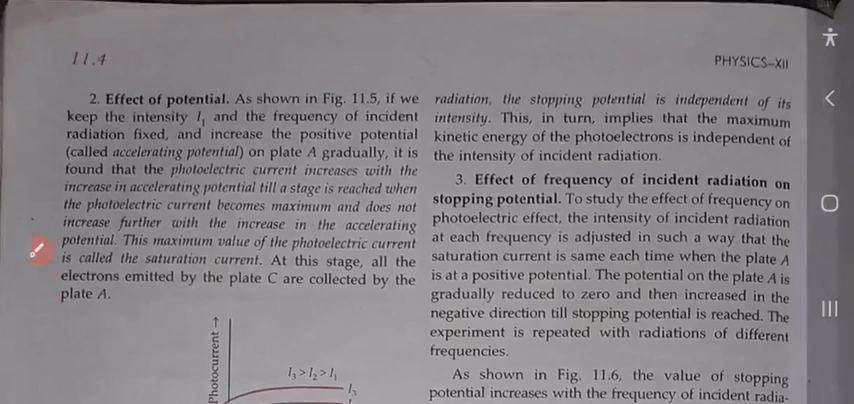 11.4
PHYSICS–XII
2. Effect of potential. As shown in Fig. 11.5, if we
keep the intensity I₁ and the frequency of incident
radiation fixed, and increase the positive potential
(called accelerating potential) on plate A gradually, it is
found that the photoelectric current increases with the
increase in accelerating potential till a stage is reached when
the photoelectric current becomes maximum and does not
increase further with the increase in the accelerating
potential. This maximum value of the photoelectric current
is called the saturation current. At this stage, all the
electrons emitted by the plate C are collected by the
plate A.
Photocurrent →
I₃ > I₂ > I₁
I₃
radiation, the stopping potential is independent of its
intensity. This, in turn, implies that the maximum
kinetic energy of the photoelectrons is independent of
the intensity of incident radiation.
3. Effect of frequency of incident radiation on
stopping potential. To study the effect of frequency on
photoelectric effect, the intensity of incident radiation
at each frequency is adjusted in such a way that the
saturation current is same each time when the plate A
is at a positive potential. The potential on the plate A is
gradually reduced to zero and then increased in the
negative direction till stopping potential is reached. The
experiment is repeated with radiations of different
frequencies.
As shown in Fig. 11.6, the value of stopping
potential increases with the frequency of incident radia-